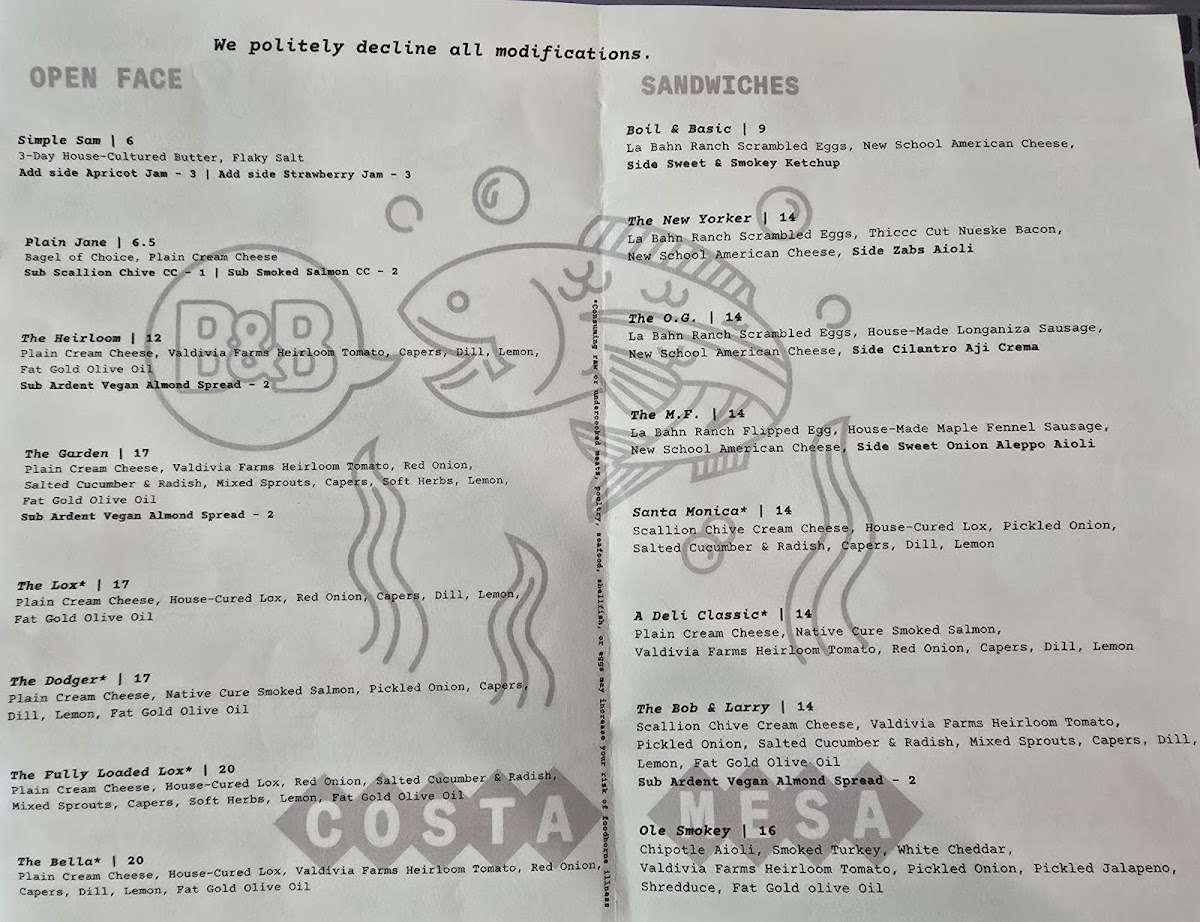 We politely decline all modifications.
OPEN FACE
Simple Sam | 6
3-Day House-Cultured Butter, Flaky Salt
Add side Apricot Jam - 3 | Add side Strawberry Jam - 3
Plain Jane | 6.5
Bagel of Choice, Plain Cream Cheese
Sub Scallion Chive CC - 1 | Sub Smoked Salmon CC - 2
B&B
The Heirloom | 12
Plain Cream Cheese, Valdivia Farms Heirloom Tomato, Capers, Dill, Lemon,
Fat Gold Olive Oil
Sub Ardent Vegan Almond Spread - 2
The Garden | 17
Plain Cream Cheese, Valdivia Farms Heirloom Tomato, Red Onion,
Salted Cucumber & Radish, Mixed Sprouts, Capers, Soft Herbs, Lemon,
Fat Gold Olive Oil
Sub Ardent Vegan Almond Spread - 2
The Lox* | 17
Plain Cream Cheese, House-Cured Lox, Red Onion, Capers, Dill, Lemon,
Fat Gold Olive Oil
The Dodger* | 17
Plain Cream Cheese, Native Cure Smoked Salmon, Pickled Onion, Capers,
Dill, Lemon, Fat Gold Olive Oil
The Fully Loaded Lox* | 20
Plain Cream Cheese, House-Cured Lox, Red Onion, Salted Cucumber & Radish,
Mixed Sprouts, Capers, Soft Herbs, Lemon, Fat Gold Olive Oil
The Bella* | 20
Plain Cream Cheese, House-Cured Lox, Valdivia Farms Heirloom Tomato, Red Onion,
Capers, Dill, Lemon, Fat Gold Olive Oil
*Consuming raw or undercooked meats, poultry, seafood, shellfish, or eggs may increase your risk of foodborne illness
SANDWICHES
Boil & Basic | 9
La Bahn Ranch Scrambled Eggs, New School American Cheese,
Side Sweet & Smokey Ketchup
The New Yorker | 14
La Bahn Ranch Scrambled Eggs, Thiccc Cut Nueske Bacon,
New School American Cheese, Side Zabs Aioli
The O.G. | 14
La Bahn Ranch Scrambled Eggs, House-Made Longaniza Sausage,
New School American Cheese, Side Cilantro Aji Crema
The M.F. | 14
La Bahn Ranch Flipped Egg, House-Made Maple Fennel Sausage,
New School American Cheese, Side Sweet Onion Aleppo Aioli
Santa Monica* | 14
Scallion Chive Cream Cheese, House-Cured Lox, Pickled Onion,
Salted Cucumber & Radish, Capers, Dill, Lemon
A Deli Classic* | 14
Plain Cream Cheese, Native Cure Smoked Salmon,
Valdivia Farms Heirloom Tomato, Red Onion, Capers, Dill, Lemon
The Bob & Larry | 14
Scallion Chive Cream Cheese, Valdivia Farms Heirloom Tomato,
Pickled Onion, Salted Cucumber & Radish, Mixed Sprouts, Capers, Dill,
Lemon, Fat Gold Olive Oil
Sub Ardent Vegan Almond Spread - 2
Ole Smokey | 16
Chipotle Aioli, Smoked Turkey, White Cheddar,
Valdivia Farms Heirloom Tomato, Pickled Onion, Pickled Jalapeno,
Shredduce, Fat Gold olive Oil
COSTA MESA